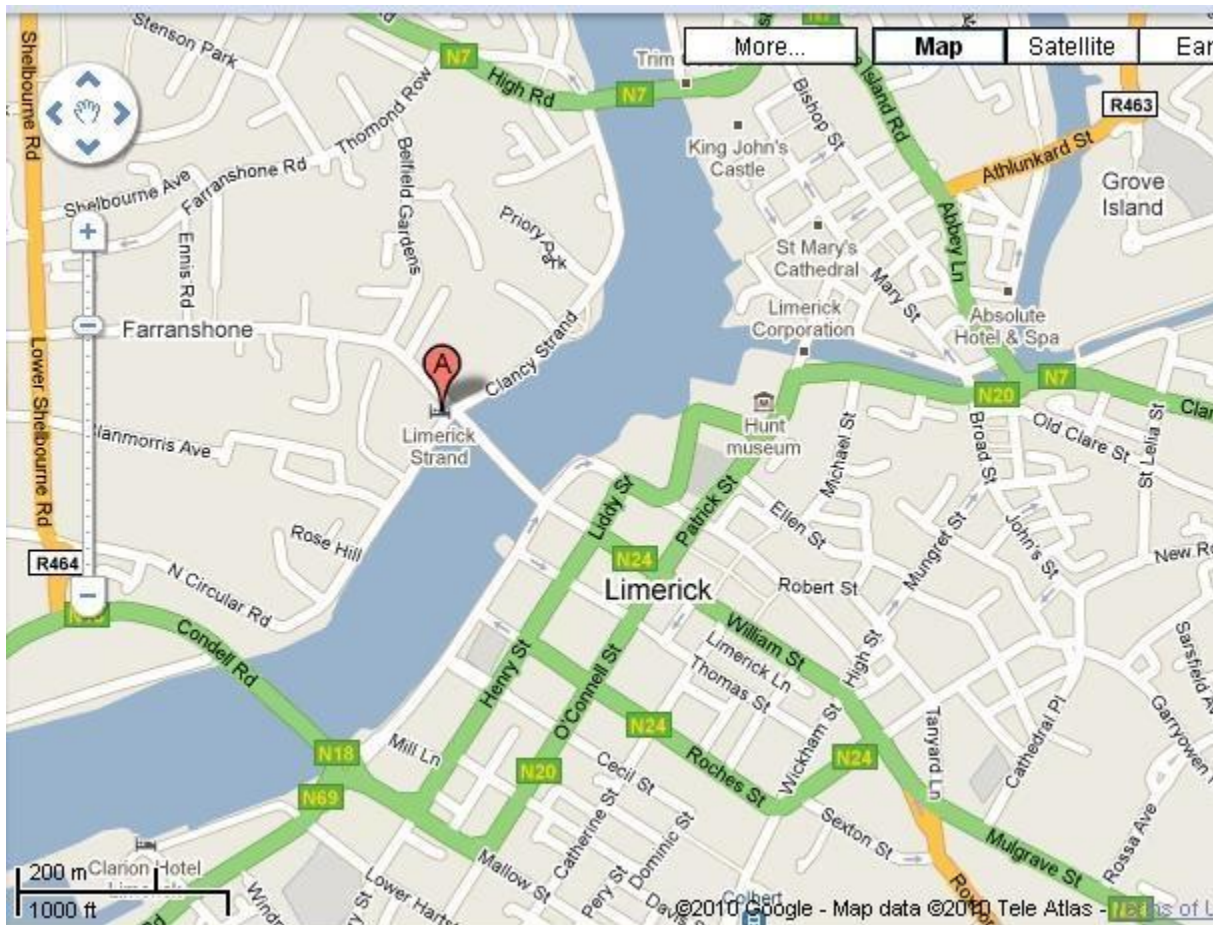 More...
Map
Satellite
Ear
Stenson Park
Shelbourne Rd
N7
High Rd
N7
Trim
Island Rd
Bishop St
R463
Athlunkard St
King John's
Castle
Grove
Island
Thomond Row
Farranshone Rd
Shelbourne Ave
Belfield Gardens
Ennis Rd
Priory Park
St Mary's
Cathedral
Mary St
Abbey Ln
Limerick
Corporation
Absolute
Hotel & Spa
Farranshone
Clancy Strand
A
Limerick
Strand
Lower Shelbourne Rd
Clanmorris Ave
Hunt
museum
N20
N7
Old Clare St
Broad St
St Lelia St
Michael St
Liddy St
Patrick St
Ellen St
Mungret St
John's St
Rose Hill
R464
N Circular Rd
N24
Limerick
Robert St
William St
High St
Condell Rd
Henry St
O'Connell St
Limerick Ln
Thomas St
Wickham St
Tanyard Ln
Cathedral Pl
N18
N69
Mill Ln
N20
N24
Roches St
N24
Cecil St
Catherine St
Dominic St
Pery St
Sexton St
Mulgrave St
Rossa Ave
Mallow St
Clarion Hotel
Limerick
200 m
1000 ft
Colbert
©2010 Google - Map data ©2010 Tele Atlas - Terms of U